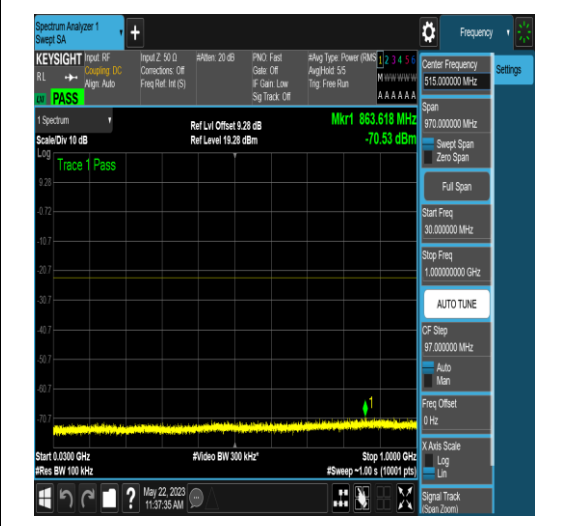 Spectrum Analyzer 1
Swept SA
+
Frequency
KEYSIGHT
Input: RF
Coupling: DC
Align: Auto
Input Z: 50 Ω
Corrections: Off
Freq Ref: Int (S)
#Atten: 20 dB
PNO: Fast
Gate: Off
IF Gain: Low
Sig Track: Off
#Avg Type: Power (RMS
Avg|Hold: 5/5
Trig: Free Run
1 2 3 4 5 6
M W W W W W
A A A A A A
RL
PASS
Center Frequency
515.000000 MHz
Settings
Span
970.000000 MHz
Swept Span
Zero Span
Full Span
Start Freq
30.000000 MHz
Stop Freq
1.000000000 GHz
AUTO TUNE
CF Step
97.000000 MHz
Auto
Man
Freq Offset
0 Hz
X Axis Scale
Log
Lin
Signal Track
(Span Zoom)
1 Spectrum
Scale/Div 10 dB
Ref Lvl Offset 9.28 dB
Ref Level 19.28 dBm
Mkr1 863.618 MHz
-70.53 dBm
Log
Trace 1 Pass
9.28
-0.72
-10.7
-20.7
-30.7
-40.7
-50.7
-60.7
-70.7
1
Start 0.0300 GHz
#Res BW 100 kHz
#Video BW 300 kHz*
Stop 1.0000 GHz
#Sweep ~1.00 s (10001 pts)
?
May 22, 2023
11:37:35 AM